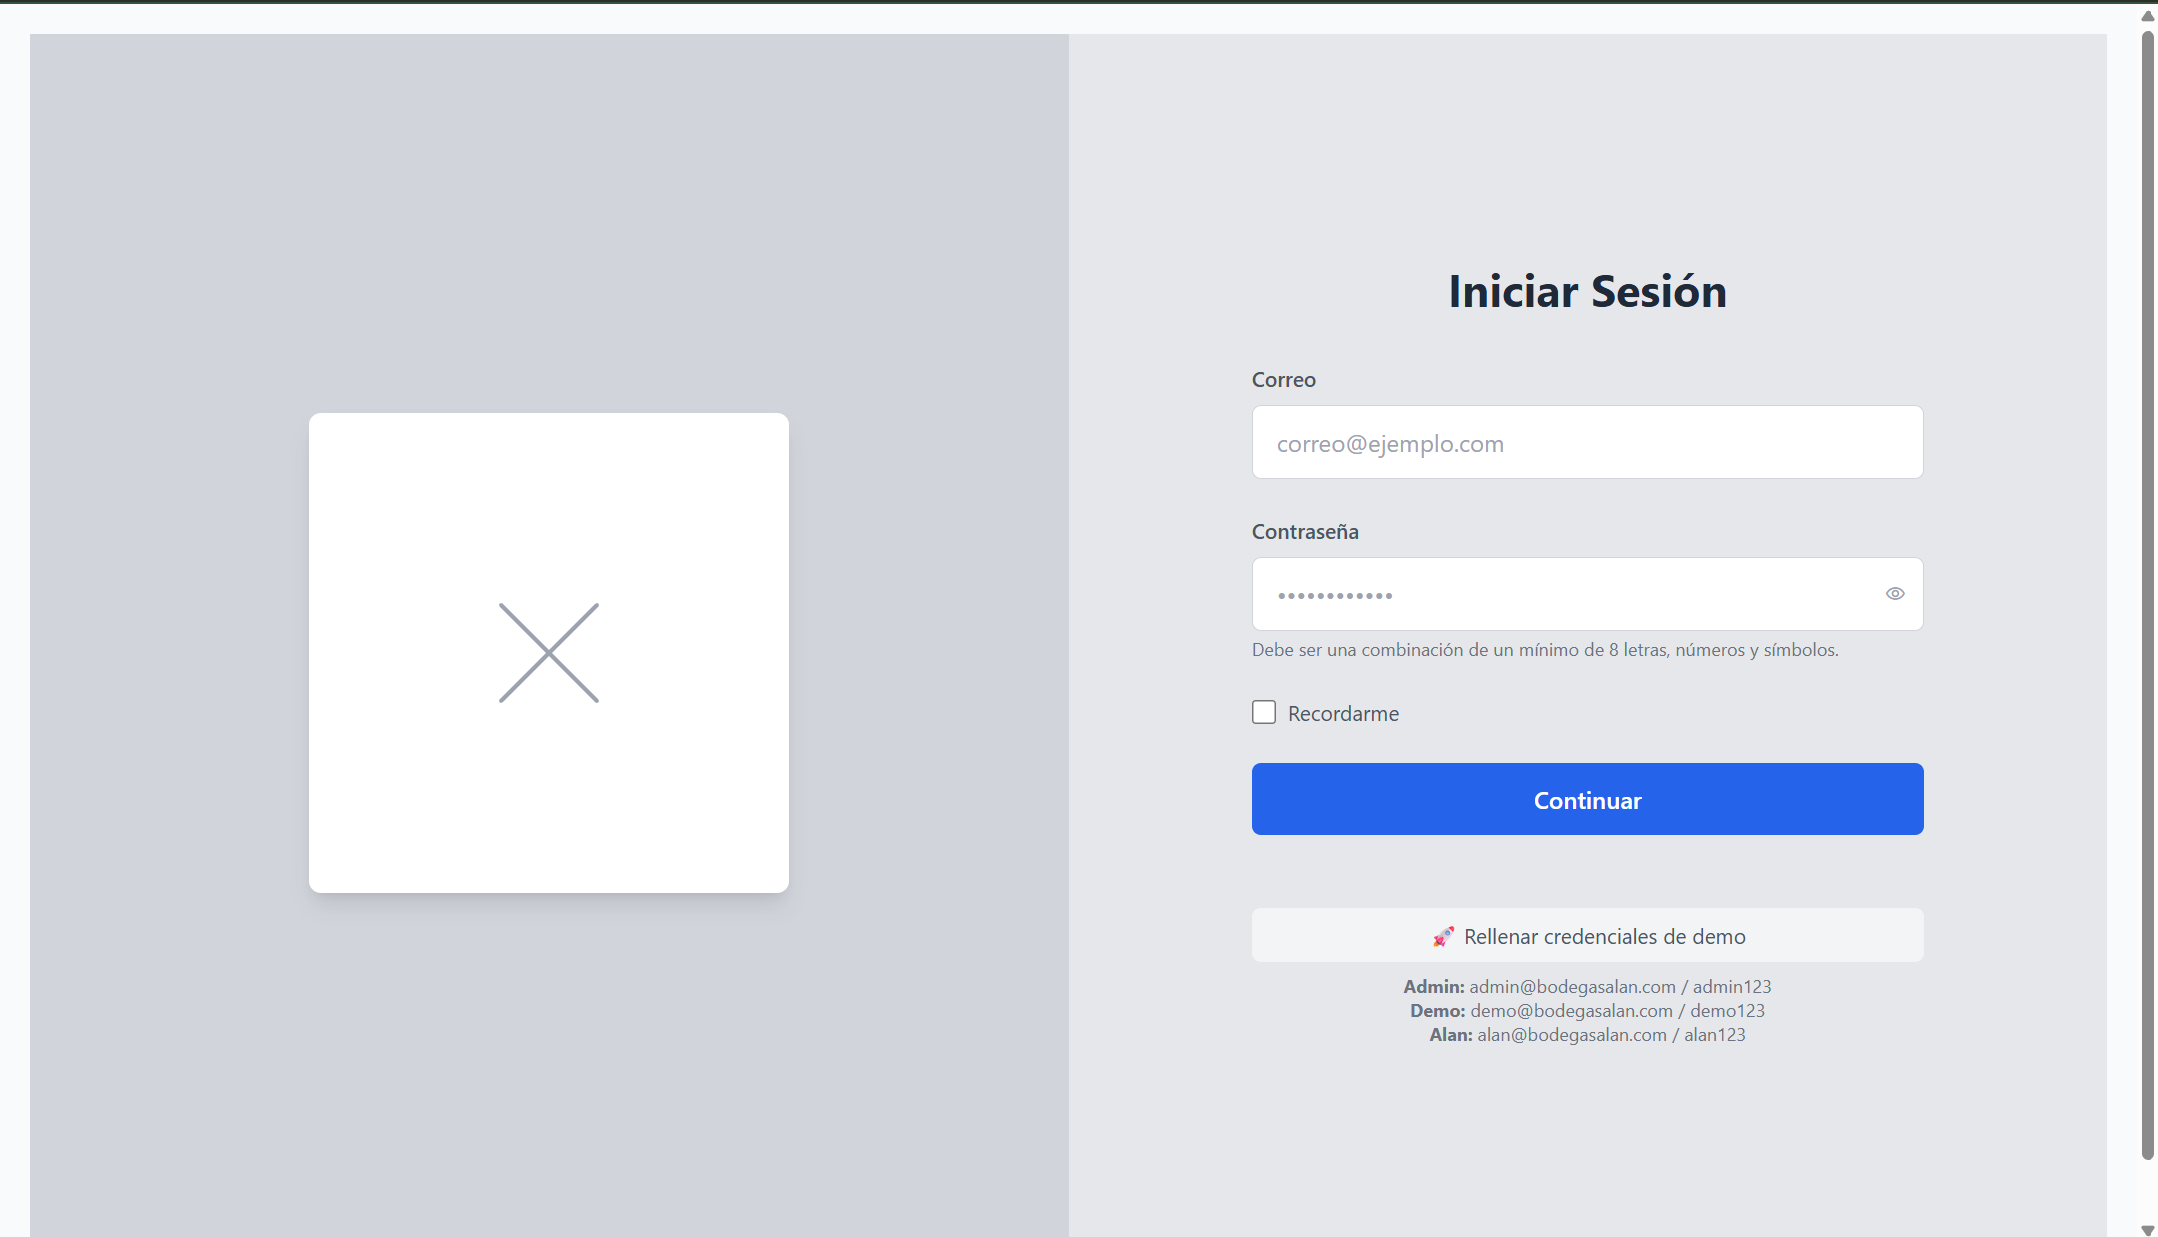 Iniciar Sesión
Correo
correo@ejemplo.com
Contraseña
••••••••••••
Debe ser una combinación de un mínimo de 8 letras, números y símbolos.
Recordarme
Continuar
🚀 Rellenar credenciales de demo
Admin: admin@bodegasalan.com / admin123
Demo: demo@bodegasalan.com / demo123
Alan: alan@bodegasalan.com / alan123